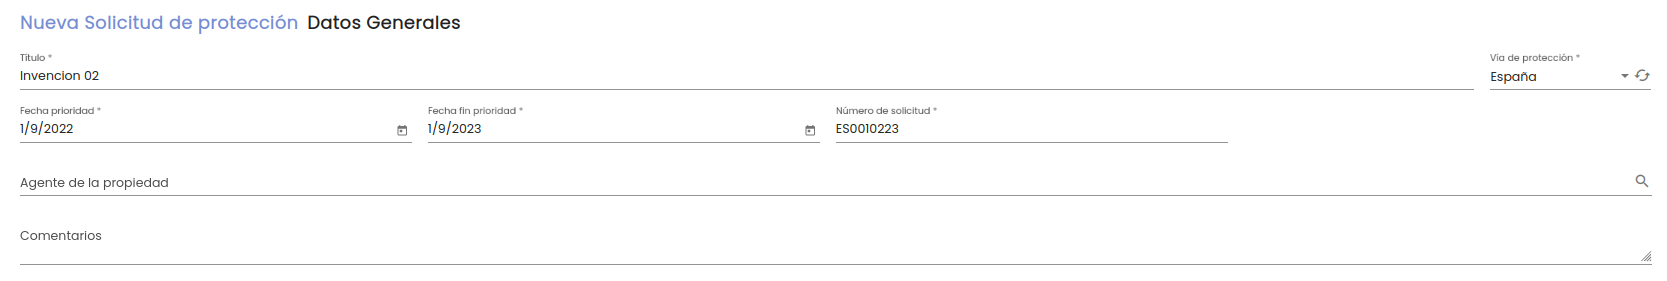 Nueva Solicitud de protección Datos Generales
Título * Vía de protección *
Invencion 02 España
Fecha prioridad * Fecha fin prioridad * Número de solicitud *
1/9/2022 1/9/2023 ES0010223
Agente de la propiedad
Comentarios